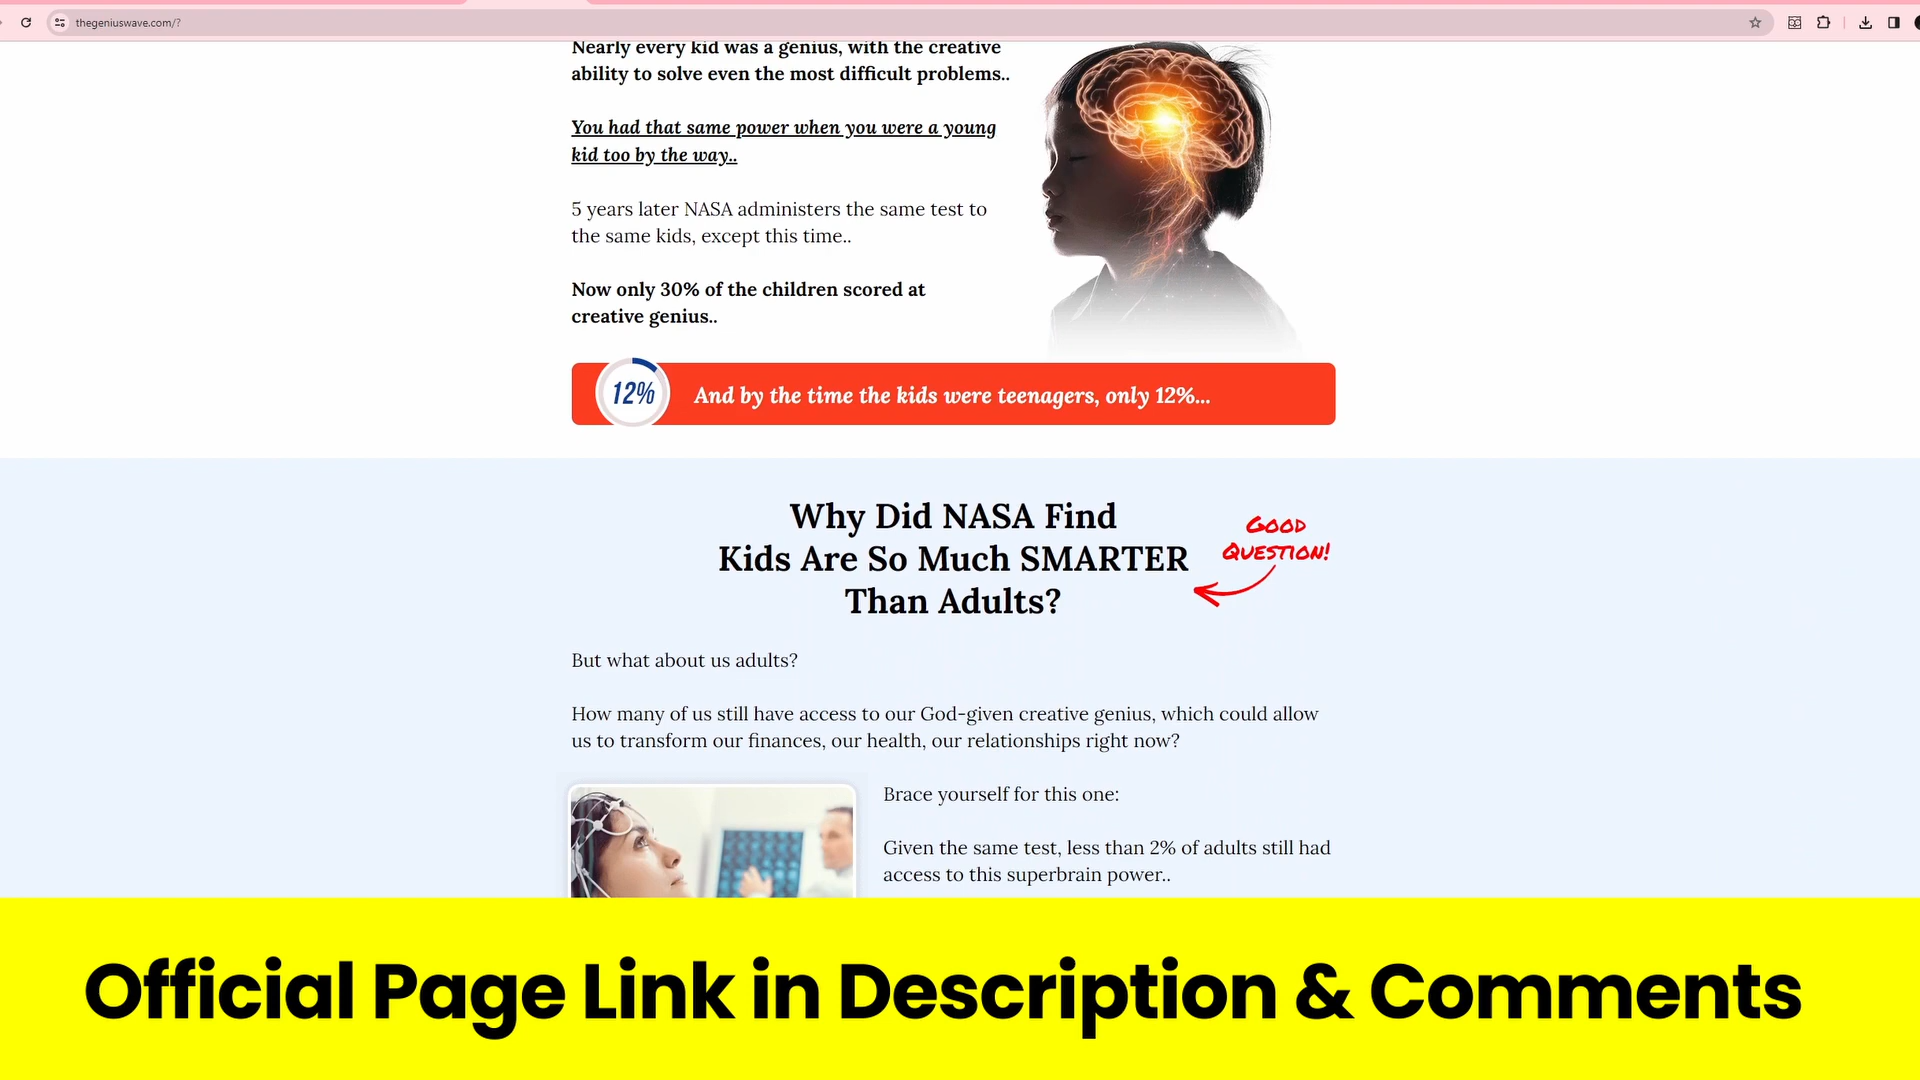 thegeniuswave.com/?
Nearly every kid was a genius, with the creative
ability to solve even the most difficult problems..
You had that same power when you were a young
kid too by the way..
5 years later NASA administers the same test to
the same kids, except this time..
Now only 30% of the children scored at
creative genius..
12%
And by the time the kids were teenagers, only 12%...
Why Did NASA Find
Kids Are So Much SMARTER
Than Adults?
GOOD
QUESTION!
But what about us adults?
How many of us still have access to our God-given creative genius, which could allow
us to transform our finances, our health, our relationships right now?
Brace yourself for this one:
Given the same test, less than 2% of adults still had
access to this superbrain power..
Official Page Link in Description & Comments